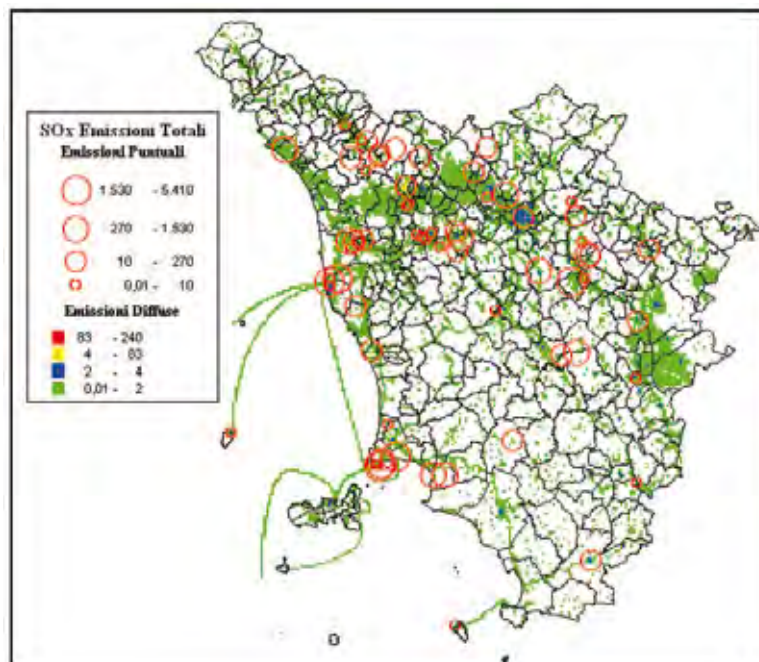 SOx Emissioni Totali
Emissioni Puntuali
1.530 - 5.410
270 - 1.530
10 - 270
0,01 - 10
Emissioni Diffuse
83 - 240
4 - 83
2 - 4
0,01 - 2